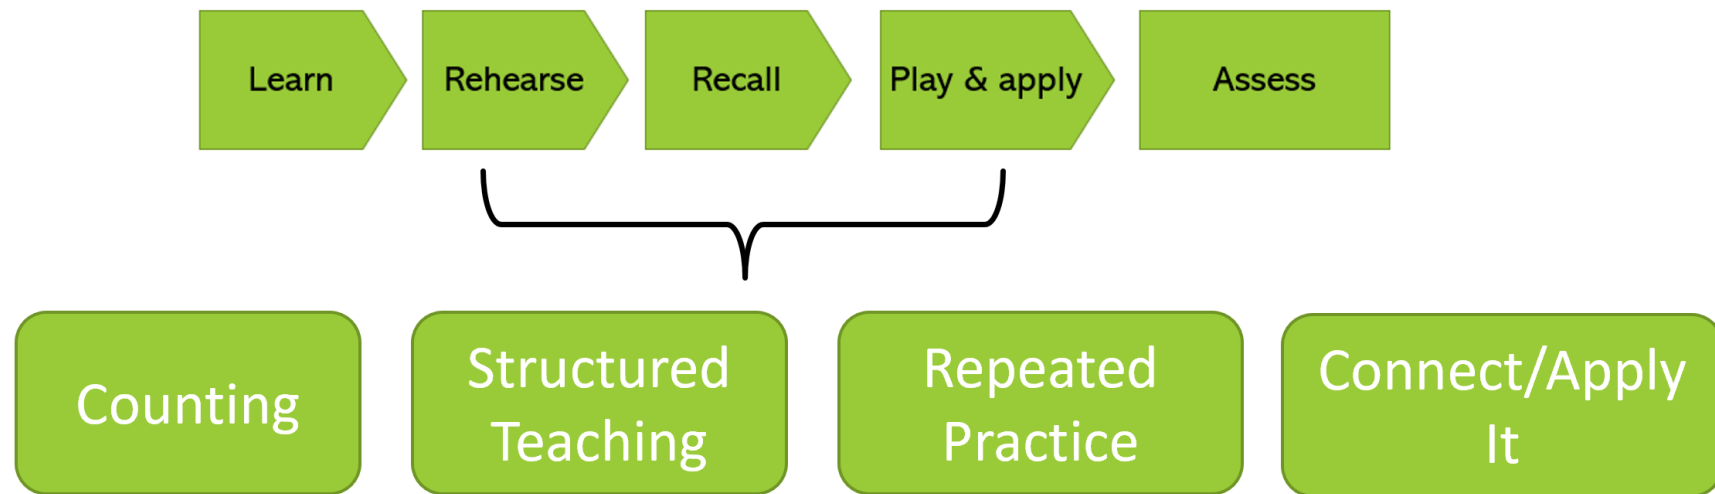 Learn
Rehearse
Recall
Play & apply
Assess
Counting
Structured
Teaching
Repeated
Practice
Connect/Apply
It